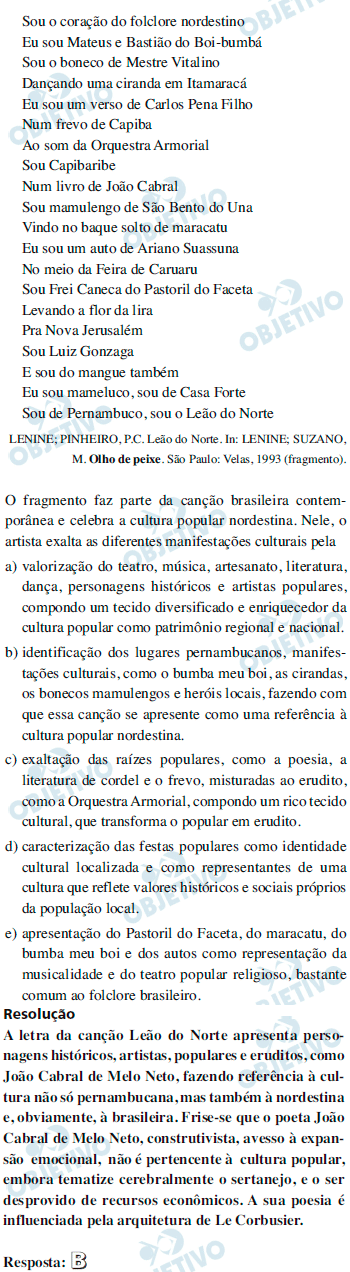 Sou o coração do folclore nordestino
Eu sou Mateus e Bastião do Boi-bumbá
Sou o boneco de Mestre Vitalino
Dançando uma ciranda em Itamaracá
Eu sou um verso de Carlos Pena Filho
Num frevo de Capiba
Ao som da Orquestra Armorial
Sou Capibaribe
Num livro de João Cabral
Sou mamulengo de São Bento do Una
Vindo no baque solto de maracatu
Eu sou um auto de Ariano Suassuna
No meio da Feira de Caruaru
Sou Frei Caneca do Pastoril do Faceta
Levando a flor da lira
Pra Nova Jerusalém
Sou Luiz Gonzaga
E sou do mangue também
Eu sou mameluco, sou de Casa Forte
Sou de Pernambuco, sou o Leão do Norte
LENINE; PINHEIRO, P.C. Leão do Norte. In: LENINE; SUZANO,
M. Olho de peixe. São Paulo: Velas, 1993 (fragmento).
O fragmento faz parte da canção brasileira contem-
porânea e celebra a cultura popular nordestina. Nele, o
artista exalta as diferentes manifestações culturais pela
a) valorização do teatro, música, artesanato, literatura,
dança, personagens históricos e artistas populares,
compondo um tecido diversificado e enriquecedor da
cultura popular como patrimônio regional e nacional.
b) identificação dos lugares pernambucanos, manifes-
tações culturais, como o bumba meu boi, as cirandas,
os bonecos mamulengos e heróis locais, fazendo com
que essa canção se apresente como uma referência à
cultura popular nordestina.
c) exaltação das raízes populares, como a poesia, a
literatura de cordel e o frevo, misturadas ao erudito,
como a Orquestra Armorial, compondo um rico tecido
cultural, que transforma o popular em erudito.
d) caracterização das festas populares como identidade
cultural localizada e como representantes de uma
cultura que reflete valores históricos e sociais próprios
da população local.
e) apresentação do Pastoril do Faceta, do maracatu, do
bumba meu boi e dos autos como representação da
musicalidade e do teatro popular religioso, bastante
comum ao folclore brasileiro.
Resolução
A letra da canção Leão do Norte apresenta perso-
nagens históricos, artistas, populares e eruditos, como
João Cabral de Melo Neto, fazendo referência à cul-
tura não só pernambucana, mas também à nordestina
e, obviamente, à brasileira. Frise-se que o poeta João
Cabral de Melo Neto, construtivista, avesso à expan-
são emocional, não é pertencente à cultura popular,
embora tematize cerebralmente o sertanejo, e o ser
desprovido de recursos econômicos. A sua poesia é
influenciada pela arquitetura de Le Corbusier.
Resposta: B